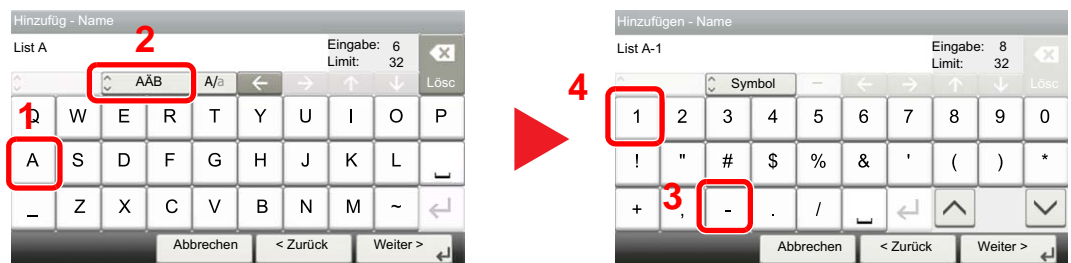 Hinzufüg - Name
List A
Eingabe: 6
Limit: 32
2
AÄB
A/a
Lösc
1
Q W E R T Y U I O P
A S D F G H J K L
_ Z X C V B N M ~
Abbrechen
< Zurück
Weiter >
Hinzufügen - Name
List A-1
Eingabe: 8
Limit: 32
4
Symbol
Lösc
1 2 3 4 5 6 7 8 9 0
! " # $ % & ' ( ) *
3
+ , - . /
Abbrechen
< Zurück
Weiter >